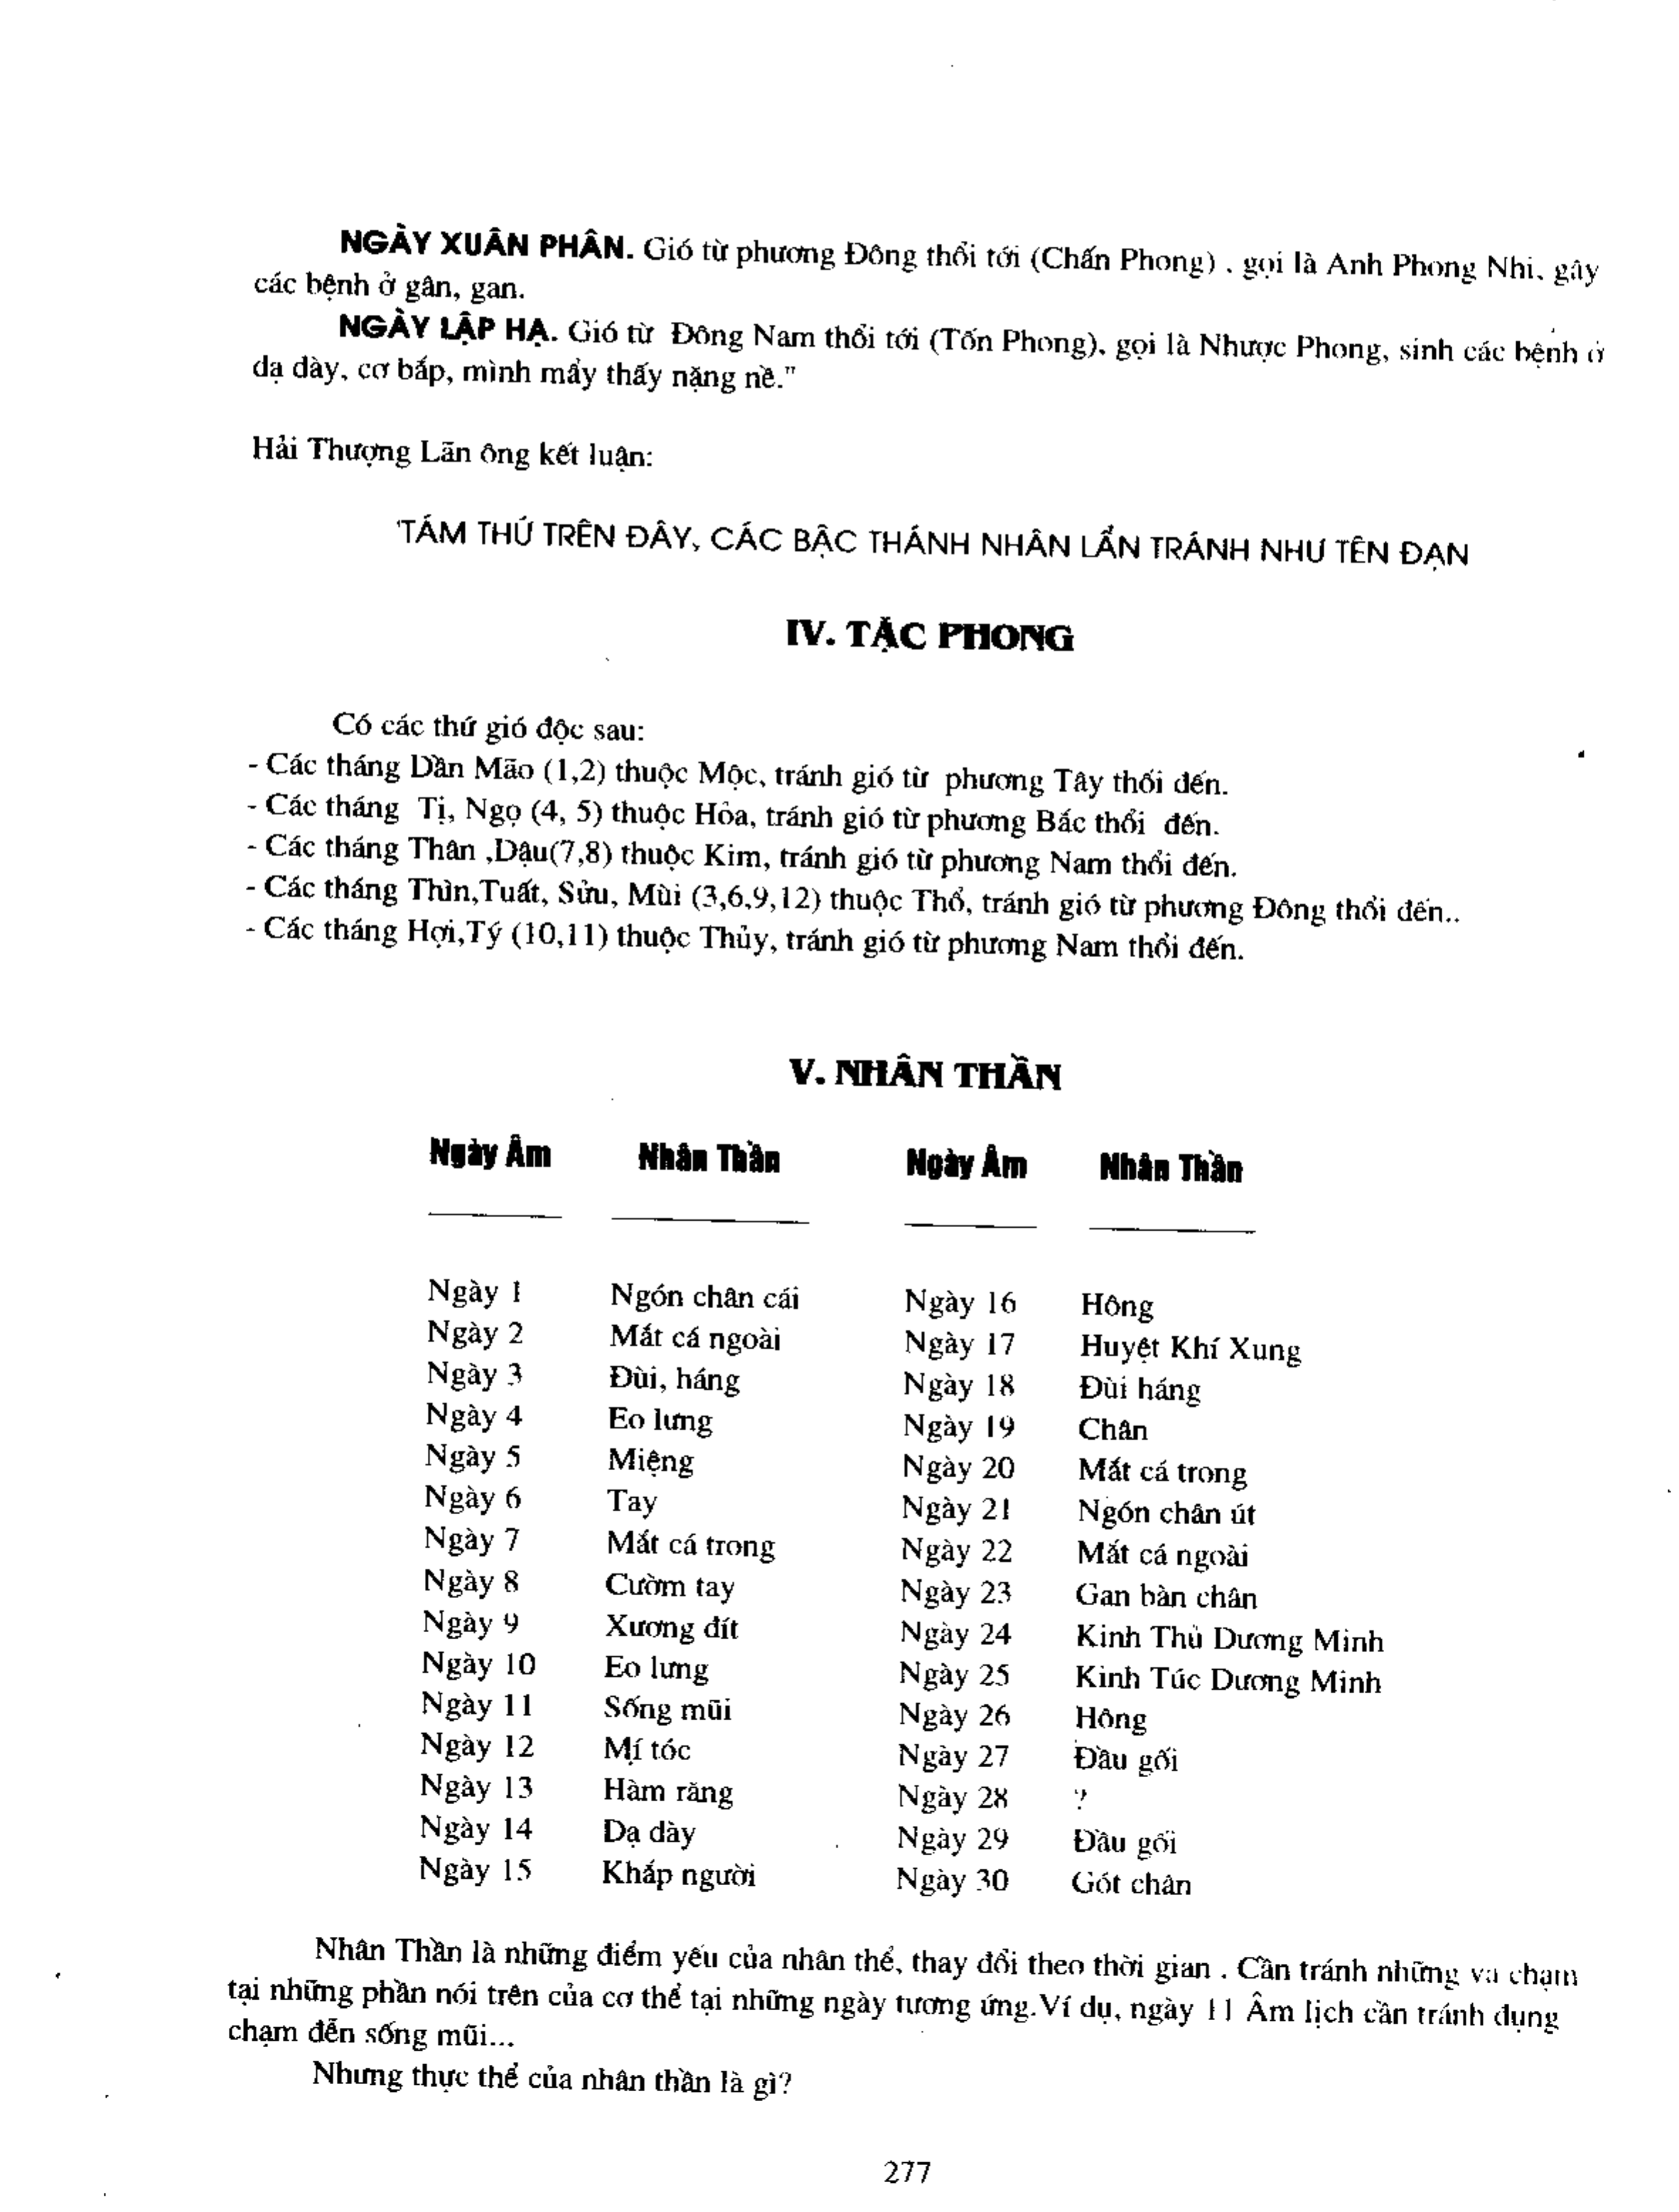 NGÀY XUÂN PHÂN. Gió từ phương Đông thổi tới (Chấn Phong) . gọi là Anh Phong Nhi. gây
các bệnh ở gân, gan.
NGÀY LẬP HẠ. Gió từ Đông Nam thổi tới (Tốn Phong). gọi là Nhược Phong, sinh các bệnh ở
dạ dày, cơ bắp, mình mẩy thấy nặng nề."
Hải Thượng Lãn ông kết luận:
'TÁM THỨ TRÊN ĐÂY, CÁC BẬC THÁNH NHÂN LẨN TRÁNH NHƯ TÊN ĐẠN
IV. TẶC PHONG
Có các thứ gió độc sau:
- Các tháng Dần Mão (1,2) thuộc Mộc, tránh gió từ phương Tây thổi đến.
- Các tháng Tị, Ngọ (4, 5) thuộc Hỏa, tránh gió từ phương Bắc thổi đến.
- Các tháng Thân ,Dậu(7,8) thuộc Kim, tránh gió từ phương Nam thổi đến.
- Các tháng Thìn,Tuất, Sửu, Mùi (3,6,9,12) thuộc Thổ, tránh gió từ phương Đông thổi đến..
- Các tháng Hợi,Tý (10,11) thuộc Thủy, tránh gió từ phương Nam thổi đến.
V. NHÂN THẦN
Ngày Âm Nhân Thần Ngày Âm Nhân Thần
Ngày 1 Ngón chân cái Ngày 16 Hông
Ngày 2 Mắt cá ngoài Ngày 17 Huyệt Khí Xung
Ngày 3 Đùi, háng Ngày 18 Đùi háng
Ngày 4 Eo lưng Ngày 19 Chân
Ngày 5 Miệng Ngày 20 Mắt cá trong
Ngày 6 Tay Ngày 21 Ngón chân út
Ngày 7 Mắt cá trong Ngày 22 Mắt cá ngoài
Ngày 8 Cườm tay Ngày 23 Gan bàn chân
Ngày 9 Xương đít Ngày 24 Kinh Thủ Dương Minh
Ngày 10 Eo lưng Ngày 25 Kinh Túc Dương Minh
Ngày 11 Sống mũi Ngày 26 Hông
Ngày 12 Mí tóc Ngày 27 Đầu gối
Ngày 13 Hàm răng Ngày 28 ?
Ngày 14 Dạ dày Ngày 29 Đầu gối
Ngày 15 Khắp người Ngày 30 Gót chân
Nhân Thần là những điểm yếu của nhân thể, thay đổi theo thời gian . Cần tránh những va chạm
tại những phần nói trên của cơ thể tại những ngày tương ứng.Ví dụ, ngày 11 Âm lịch cần tránh đụng
chạm đễn sống mũi...
Nhưng thực thể của nhân thần là gì?
277